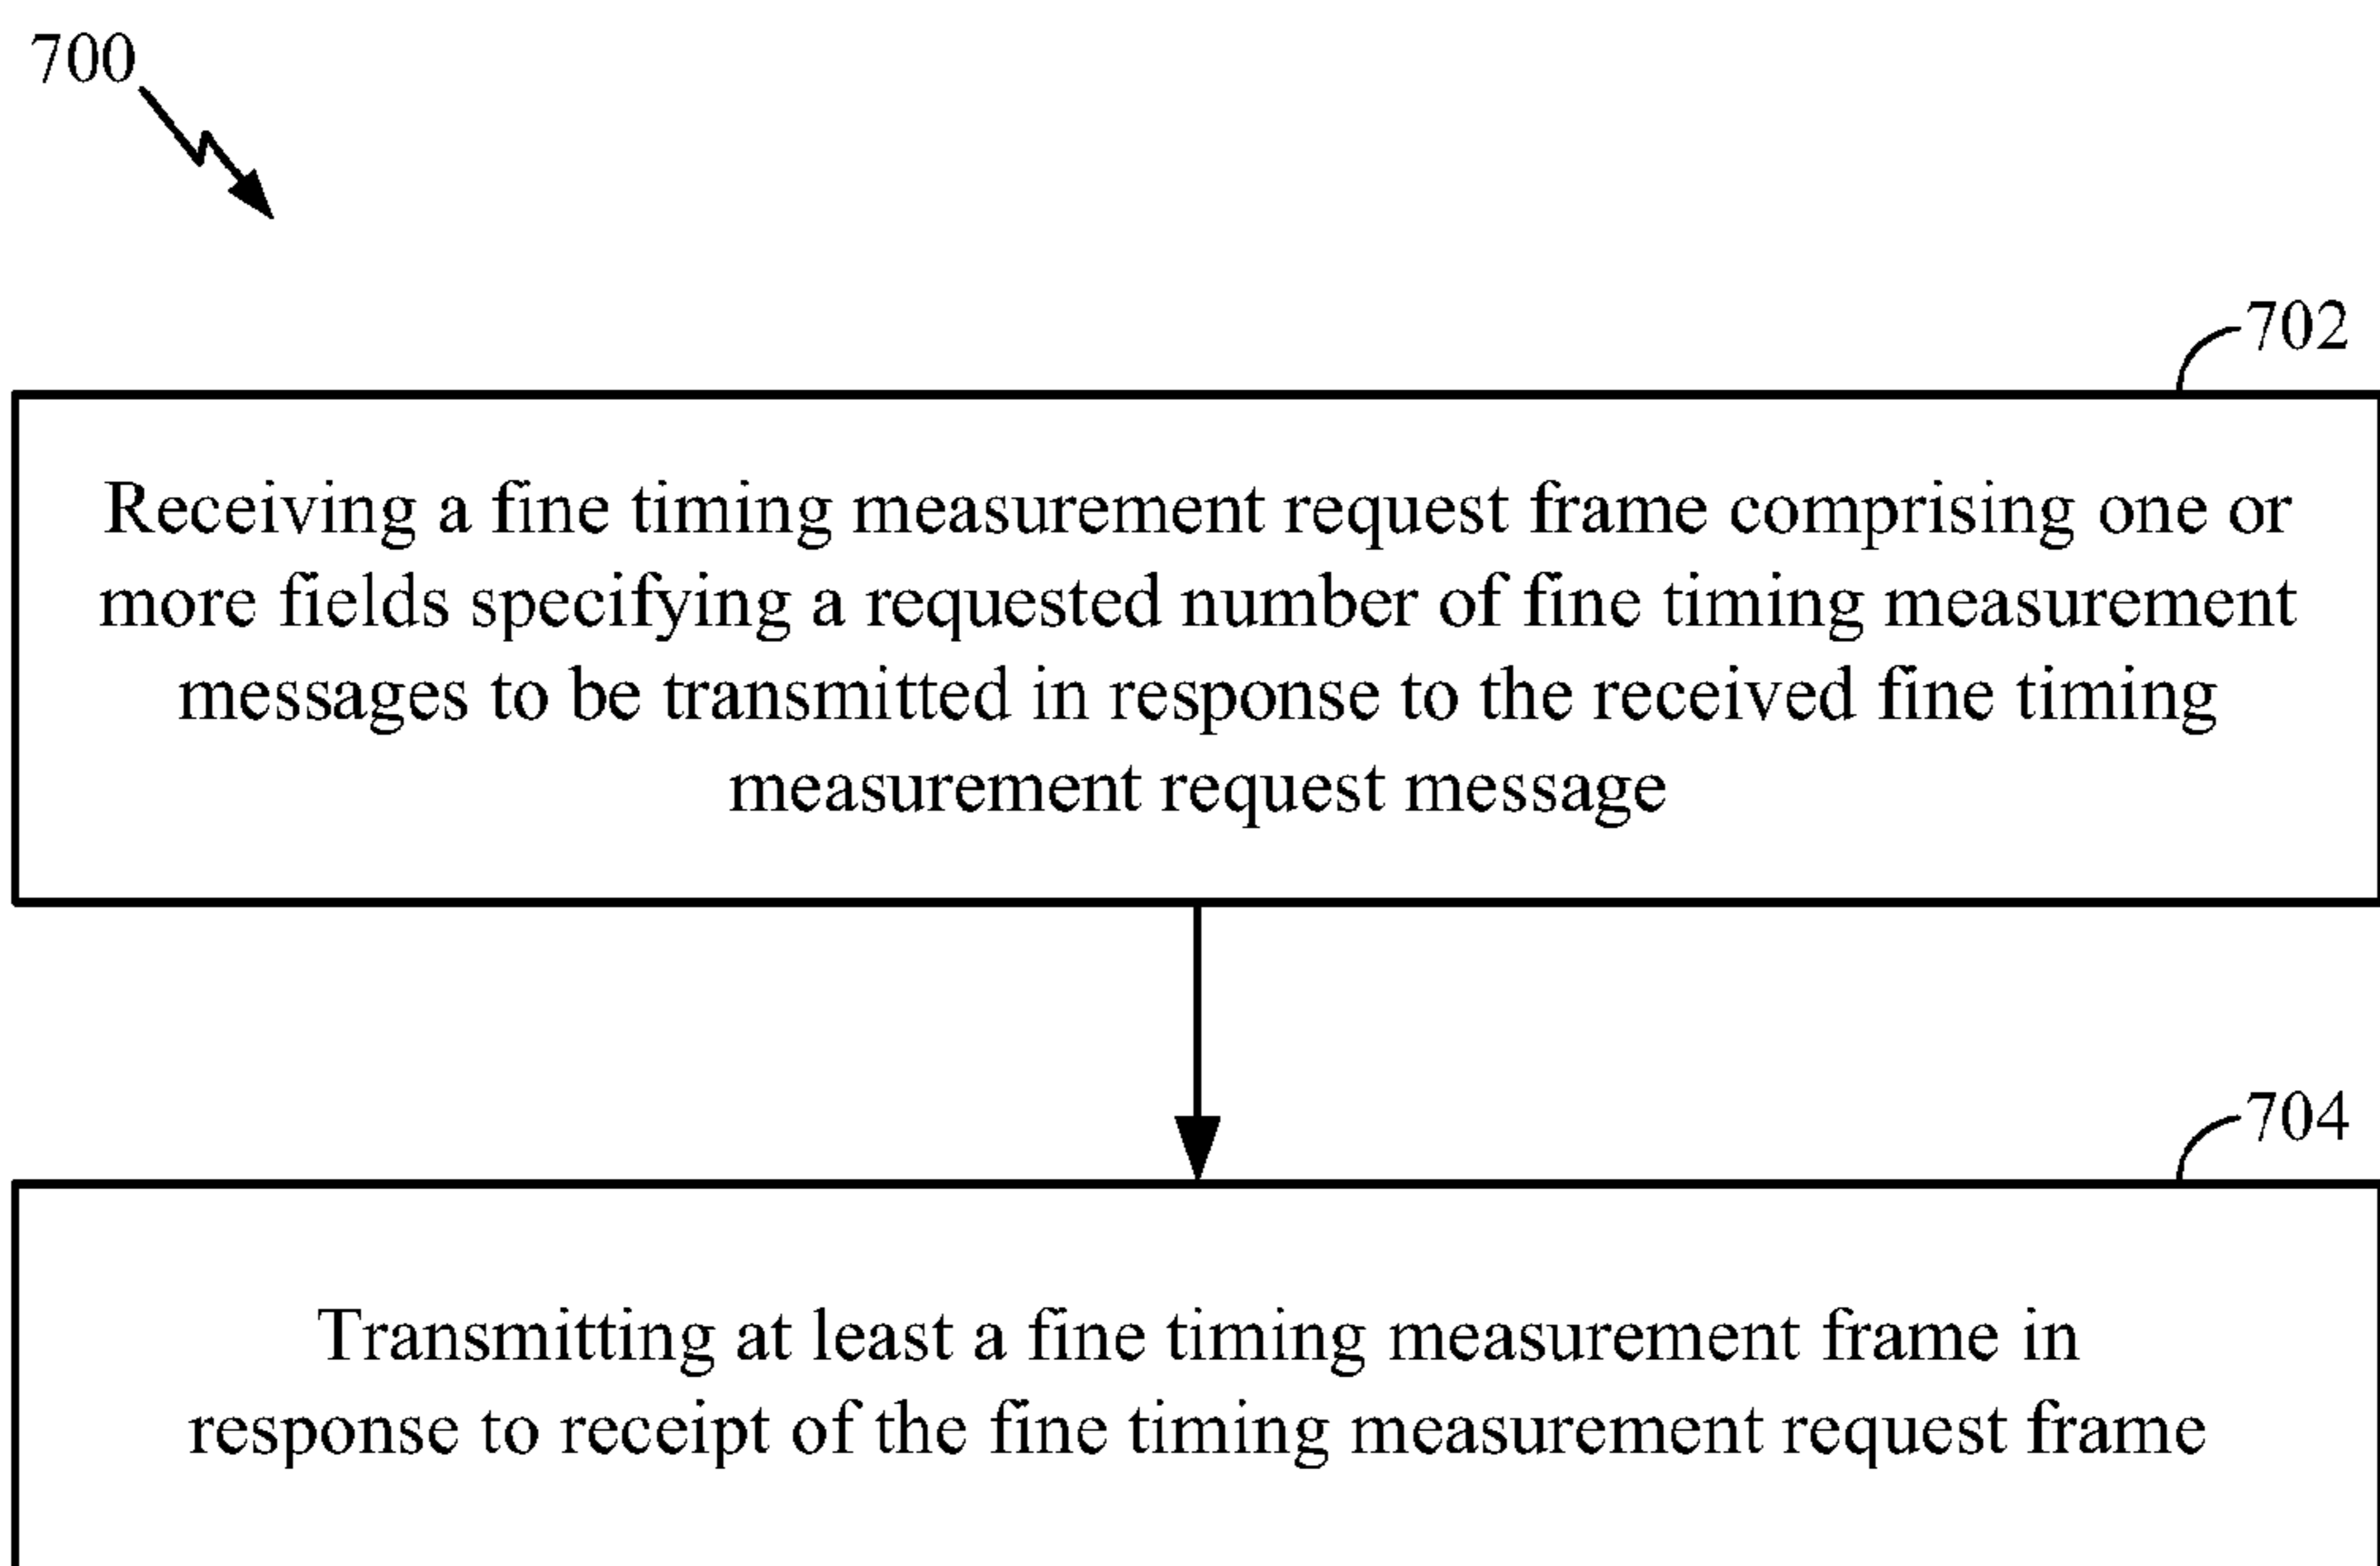 700
702
Receiving a fine timing measurement request frame comprising one or
more fields specifying a requested number of fine timing measurement
messages to be transmitted in response to the received fine timing
measurement request message
704
Transmitting at least a fine timing measurement frame in
response to receipt of the fine timing measurement request frame